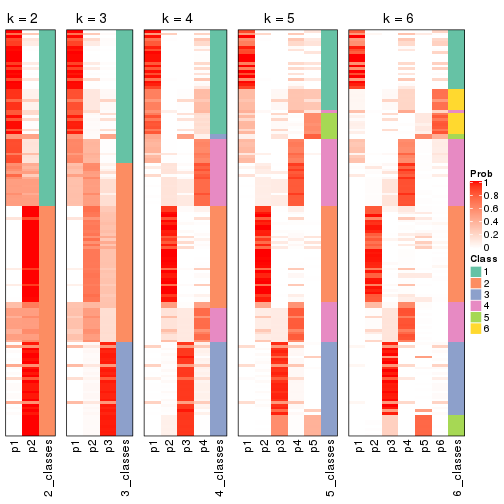 k = 2
k = 3
k = 4
k = 5
k = 6
p1
p2
2_classes
p1
p2
p3
3_classes
p1
p2
p3
p4
4_classes
p1
p2
p3
p4
p5
5_classes
p1
p2
p3
p4
p5
p6
6_classes
Prob
1
0.8
0.6
0.4
0.2
0
Class
1
2
3
4
5
6